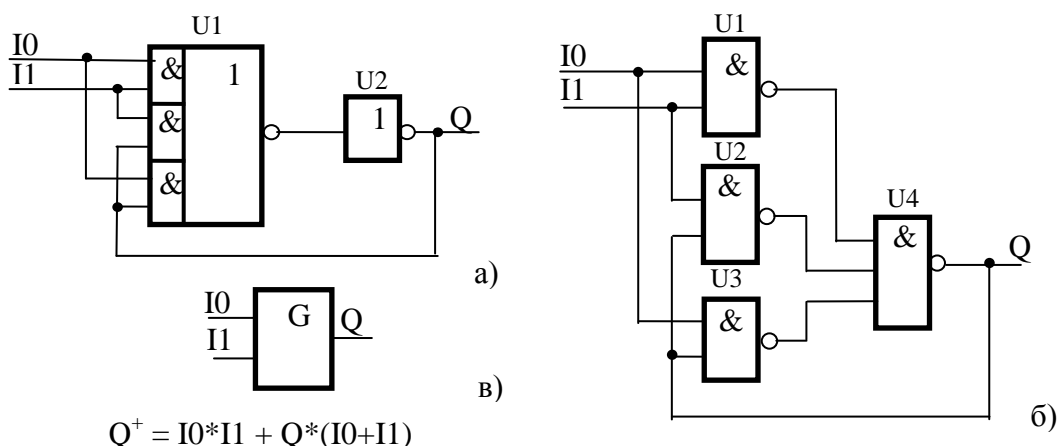 U1
I0
I1
&
&
&
1
U2
1
Q
а)
U1
I0
I1
&
U2
&
U3
&
U4
&
Q
б)
I0
I1
G
Q
в)
Q⁺ = I0*I1 + Q*(I0+I1)